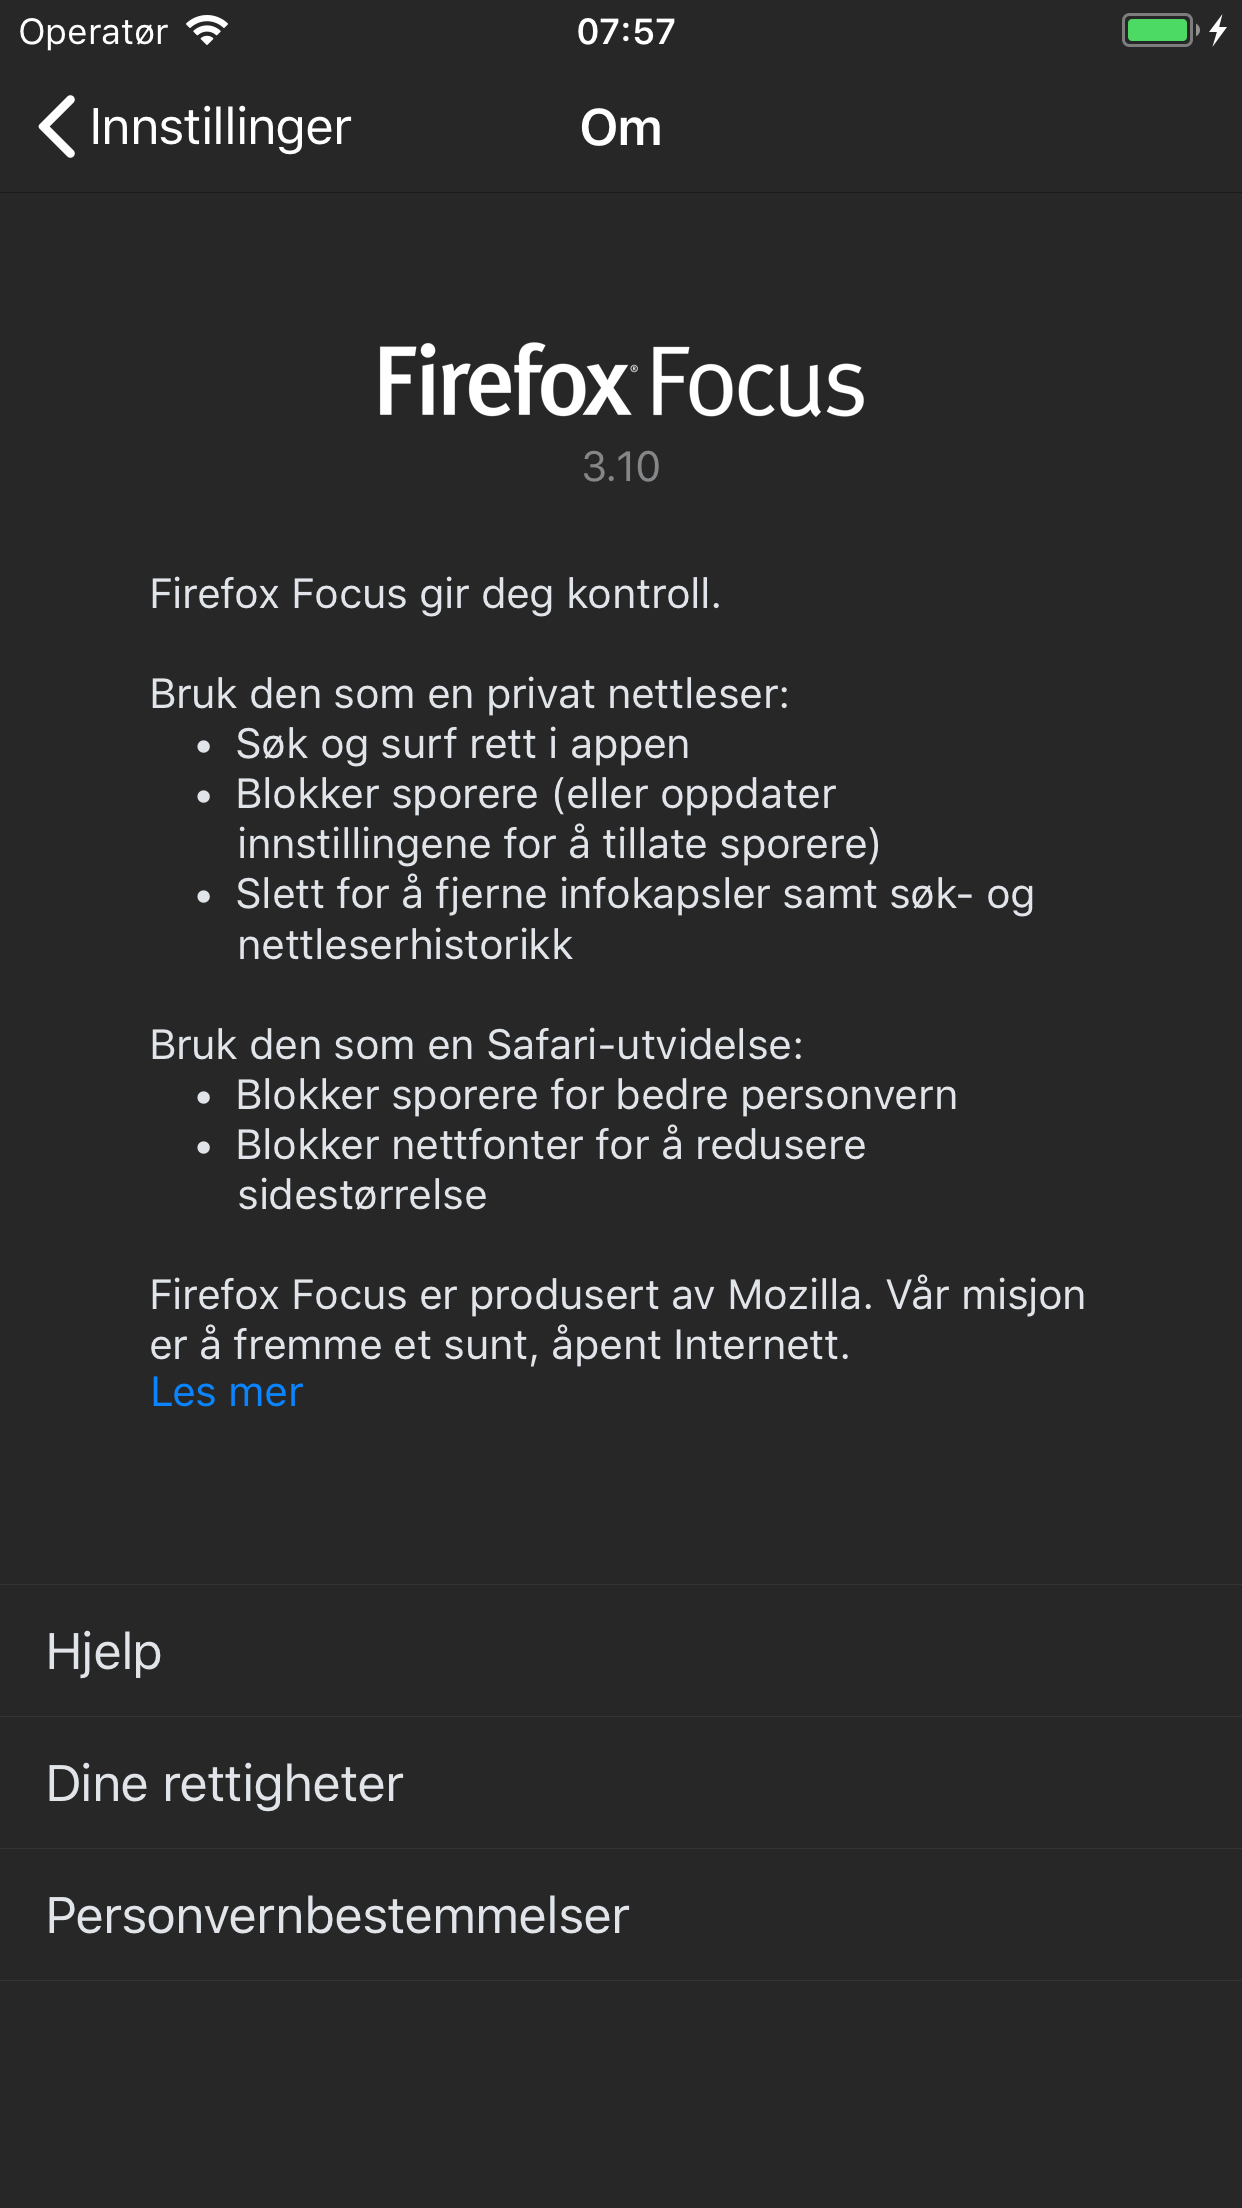 Operatør
07:57
Innstillinger
Om
Firefox® Focus
3.10
Firefox Focus gir deg kontroll.
Bruk den som en privat nettleser:
• Søk og surf rett i appen
• Blokker sporere (eller oppdater
innstillingene for å tillate sporere)
• Slett for å fjerne infokapsler samt søk- og
nettleserhistorikk
Bruk den som en Safari-utvidelse:
• Blokker sporere for bedre personvern
• Blokker nettfonter for å redusere
sidestørrelse
Firefox Focus er produsert av Mozilla. Vår misjon
er å fremme et sunt, åpent Internett.
Les mer
Hjelp
Dine rettigheter
Personvernbestemmelser